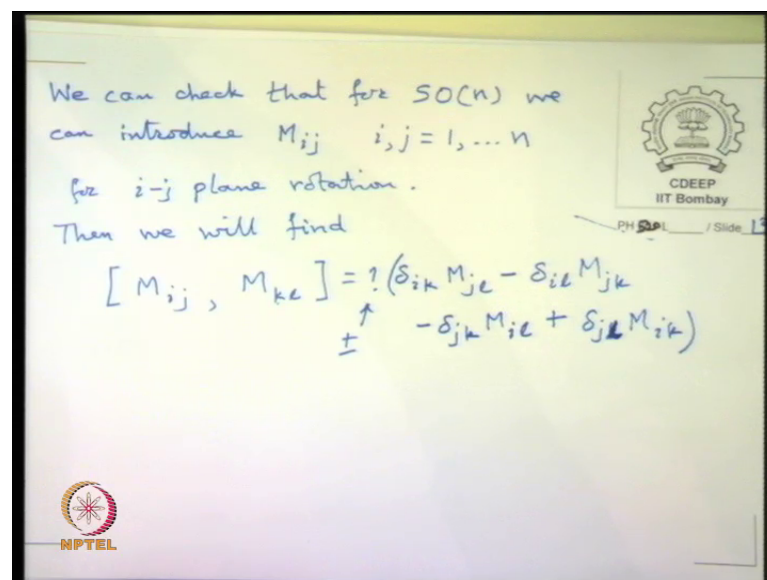 We can check that for SO(n) we
can introduce M_ij i, j = 1, ... n
for i-j plane rotation.
Then we will find
[ M_ij , M_kl ] = ? ( δ_ik M_jl − δ_il M_jk
↑
±
− δ_jk M_il + δ_jl M_ik )
CDEEP
IIT Bombay
PH L / Slide 13
NPTEL